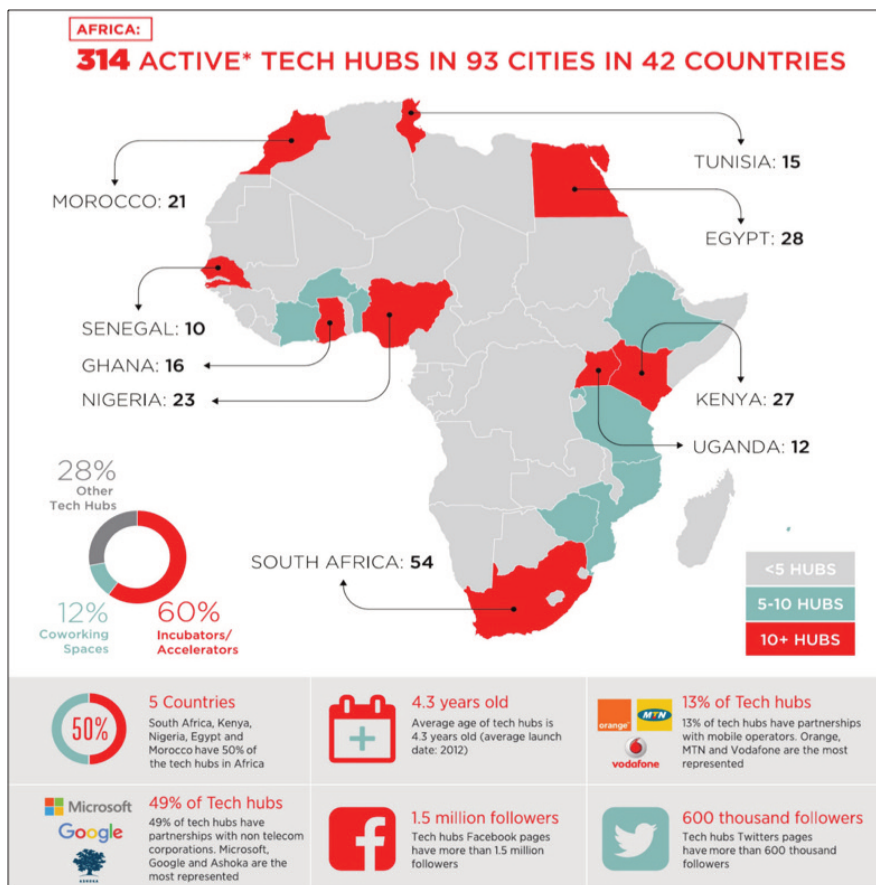 AFRICA:
314 ACTIVE* TECH HUBS IN 93 CITIES IN 42 COUNTRIES
TUNISIA: 15
MOROCCO: 21
EGYPT: 28
SENEGAL: 10
GHANA: 16
NIGERIA: 23
KENYA: 27
UGANDA: 12
28%
Other
Tech Hubs
SOUTH AFRICA: 54
12%
Coworking
Spaces
60%
Incubators/
Accelerators
<5 HUBS
5-10 HUBS
10+ HUBS
50%
5 Countries
South Africa, Kenya,
Nigeria, Egypt and
Morocco have 50% of
the tech hubs in Africa
4.3 years old
Average age of tech hubs is
4.3 years old (average launch
date: 2012)
orange
MTN
vodafone
13% of Tech hubs
13% of tech hubs have partnerships
with mobile operators. Orange,
MTN and Vodafone are the most
represented
Microsoft
Google
ASHOKA
49% of Tech hubs
49% of tech hubs have
partnerships with non telecom
corporations. Microsoft,
Google and Ashoka are the
most represented
1.5 million followers
Tech hubs Facebook pages
have more than 1.5 million
followers
600 thousand followers
Tech hubs Twitters pages
have more than 600 thousand
followers